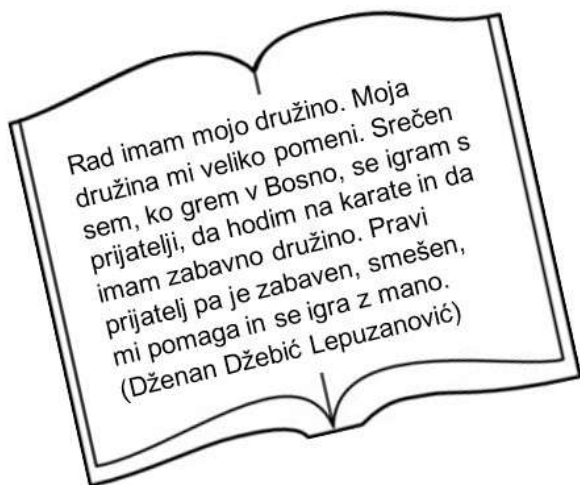 Rad imam mojo družino. Moja
družina mi veliko pomeni. Srečen
sem, ko grem v Bosno, se igram s
prijatelji, da hodim na karate in da
imam zabavno družino. Pravi
prijatelj pa je zabaven, smešen,
mi pomaga in se igra z mano.
(Dženan Džebić Lepuzanović)